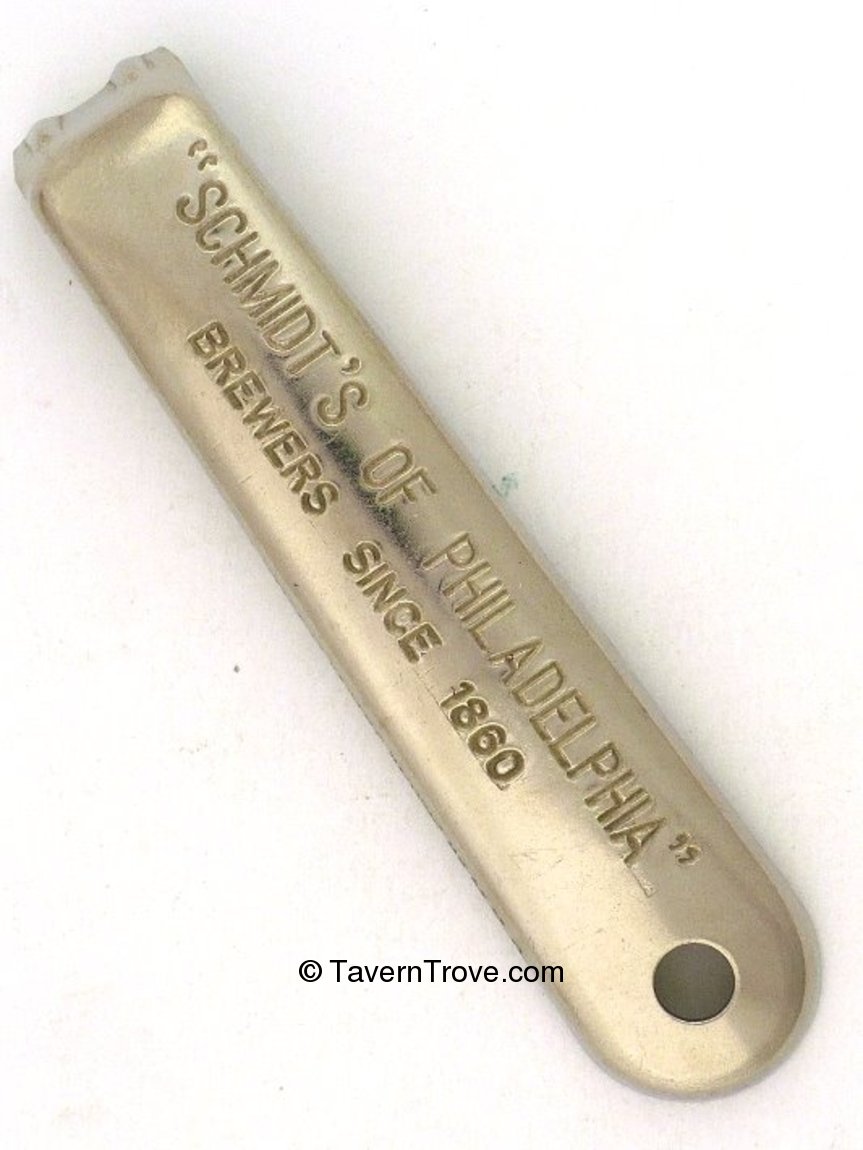 "SCHMIDT'S OF PHILADELPHIA"
BREWERS SINCE 1860
© TavernTrove.com